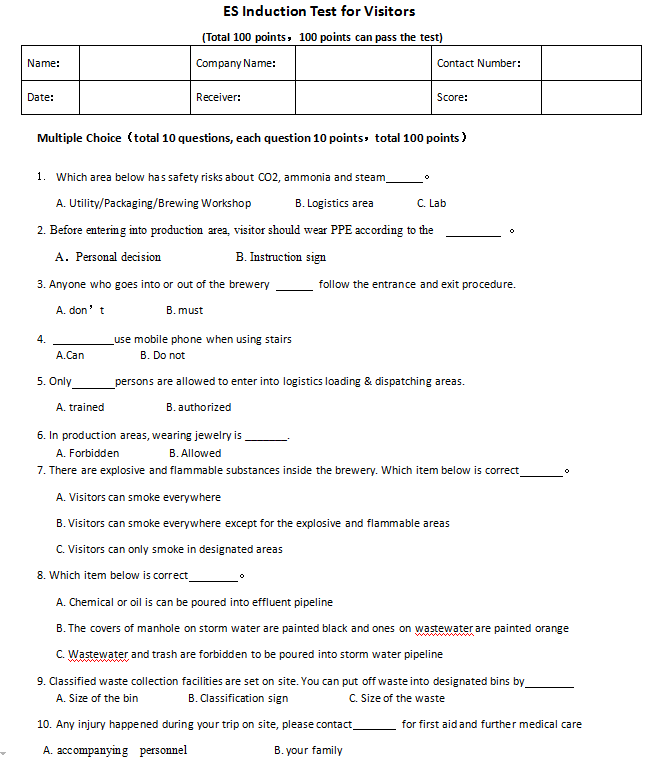 ES Induction Test for Visitors
(Total 100 points，100 points can pass the test)
Name: Company Name: Contact Number:
Date: Receiver: Score:
Multiple Choice（total 10 questions, each question 10 points，total 100 points）
1. Which area below has safety risks about CO2, ammonia and steam______。
A. Utility/Packaging/Brewing Workshop B. Logistics area C. Lab
2. Before entering into production area, visitor should wear PPE according to the ________ 。
A．Personal decision B. Instruction sign
3. Anyone who goes into or out of the brewery ______ follow the entrance and exit procedure.
A. don’t B. must
4. __________use mobile phone when using stairs
A.Can B. Do not
5. Only_______persons are allowed to enter into logistics loading & dispatching areas.
A. trained B. authorized
6. In production areas, wearing jewelry is _______.
A. Forbidden B. Allowed
7. There are explosive and flammable substances inside the brewery. Which item below is correct_______。
A. Visitors can smoke everywhere
B. Visitors can smoke everywhere except for the explosive and flammable areas
C. Visitors can only smoke in designated areas
8. Which item below is correct________。
A. Chemical or oil is can be poured into effluent pipeline
B. The covers of manhole on storm water are painted black and ones on wastewater are painted orange
C. Wastewater and trash are forbidden to be poured into storm water pipeline
9. Classified waste collection facilities are set on site. You can put off waste into designated bins by________
A. Size of the bin B. Classification sign C. Size of the waste
10. Any injury happened during your trip on site, please contact_______ for first aid and further medical care
A. accompanying personnel B. your family